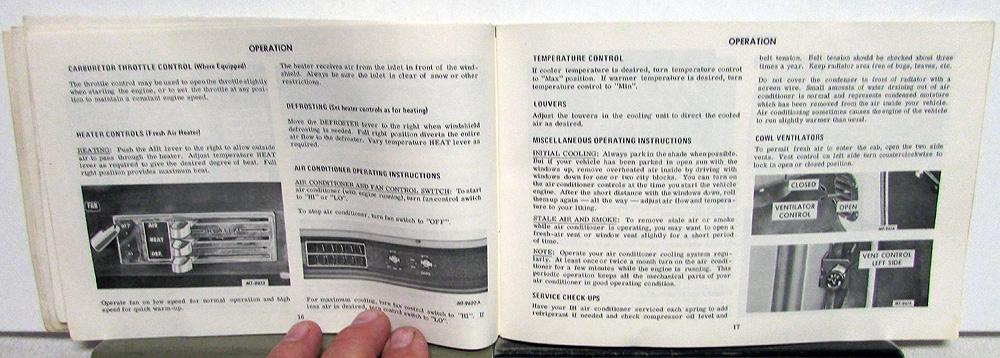 OPERATION
CARBURETOR THROTTLE CONTROL (Where Equipped)
The throttle control may be used to open the throttle slightly
when starting the engine, or to set the throttle at any posi-
tion to maintain a constant engine speed.
HEATER CONTROLS (Fresh Air Heater)
HEATING: Push the AIR lever to the right to allow outside
air to pass through the heater. Adjust temperature HEAT
lever as required to give the desired degree of heat. Full
right position provides maximum heat.
FAN
AIR
HEAT
DEF.
MT-8633
Operate fan on low speed for normal operation and high
speed for quick warm-up.
The heater receives air from the inlet in front of the wind-
shield. Always be sure the inlet is clear of snow or other
restrictions.
DEFROSTING (Set heater controls as for heating)
Move the DEFROSTER lever to the right when windshield
defrosting is needed. Full right position diverts the entire
air flow to the defroster. Vary temperature HEAT lever as
required.
AIR CONDITIONER OPERATING INSTRUCTIONS
AIR CONDITIONER AND FAN CONTROL SWITCH: To start
air conditioner (with engine running), turn fan control switch
to "HI" or "LO".
To stop air conditioner, turn fan switch to "OFF".
MT-8632-A
For maximum cooling, turn fan control switch to "HI". If
less air is desired, turn control switch to "LO".
16
OPERATION
TEMPERATURE CONTROL
If cooler temperature is desired, turn temperature control
to "Max" position. If warmer temperature is desired, turn
temperature control to "Min".
LOUVERS
Adjust the louvers in the cooling unit to direct the cooled
air as desired.
MISCELLANEOUS OPERATING INSTRUCTIONS
INITIAL COOLING: Always park in the shade when possible.
But if your vehicle has been parked in open sun with the
windows up, remove overheated air inside by driving with
windows down for one or two city blocks. You can turn on
the air conditioner controls at the time you start the vehicle
engine. After the short distance with the windows down, roll
them up again — all the way — adjust air flow and tempera-
ture to your liking.
STALE AIR AND SMOKE: To remove stale air or smoke
while air conditioner is operating, you may want to open a
fresh-air vent or window vent slightly for a short period
of time.
NOTE: Operate your air conditioner cooling system regu-
larly. At least once or twice a month turn on the air condi-
tioner for a few minutes while the engine is running. This
periodic operation keeps all the mechanical parts of your
air conditioner in good operating condition.
SERVICE CHECK-UPS
Have your IH air conditioner serviced each spring to add
refrigerant if needed and check compressor oil level and
belt tension. Belt tension should be checked about three
times a year. Keep radiator area free of bugs, leaves, etc.
Do not cover the condenser in front of radiator with a
screen wire. Small amounts of water draining out of air
conditioner is normal and represents condensed moisture
which has been removed from the air inside your vehicle.
Air conditioning sometimes causes the engine of the vehicle
to run slightly warmer than usual.
COWL VENTILATORS
To permit fresh air to enter the cab, open the two side
vents. Vent control on left side turn counterclockwise to
lock in open or closed position.
CLOSED
VENTILATOR
CONTROL
OPEN
VENT CONTROL
LEFT SIDE
17